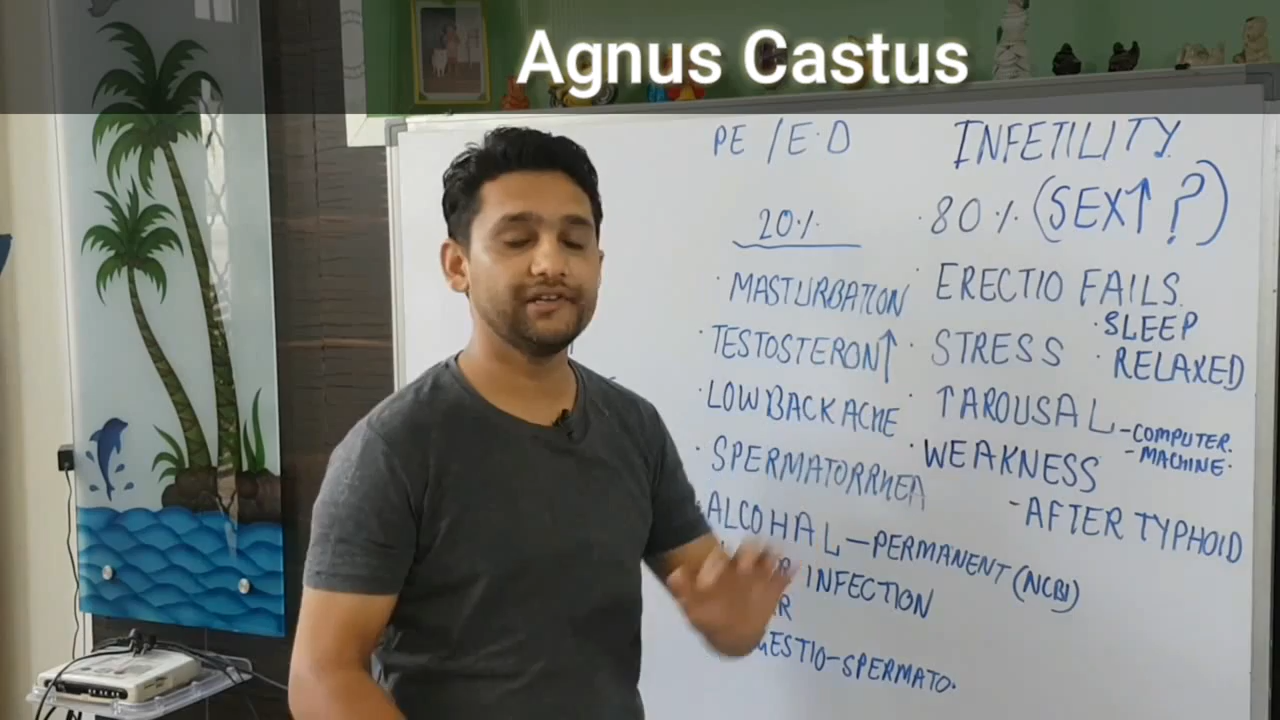 Agnus Castus
PE / E.D
20%
· MASTURBATION
· TESTOSTERON↑
· LOW BACK ACHE
· SPERMATORRHEA
· ALCOHAL – PERMANENT (NCBI)
INFECTION
GESTIO-SPERMATO.
INFETILITY
· 80% (SEX↑ ?)
· ERECTIO FAILS.
· STRESS · SLEEP
· RELAXED
· ↑ AROUSAL – COMPUTER.
- MACHINE.
· WEAKNESS
- AFTER TYPHOID